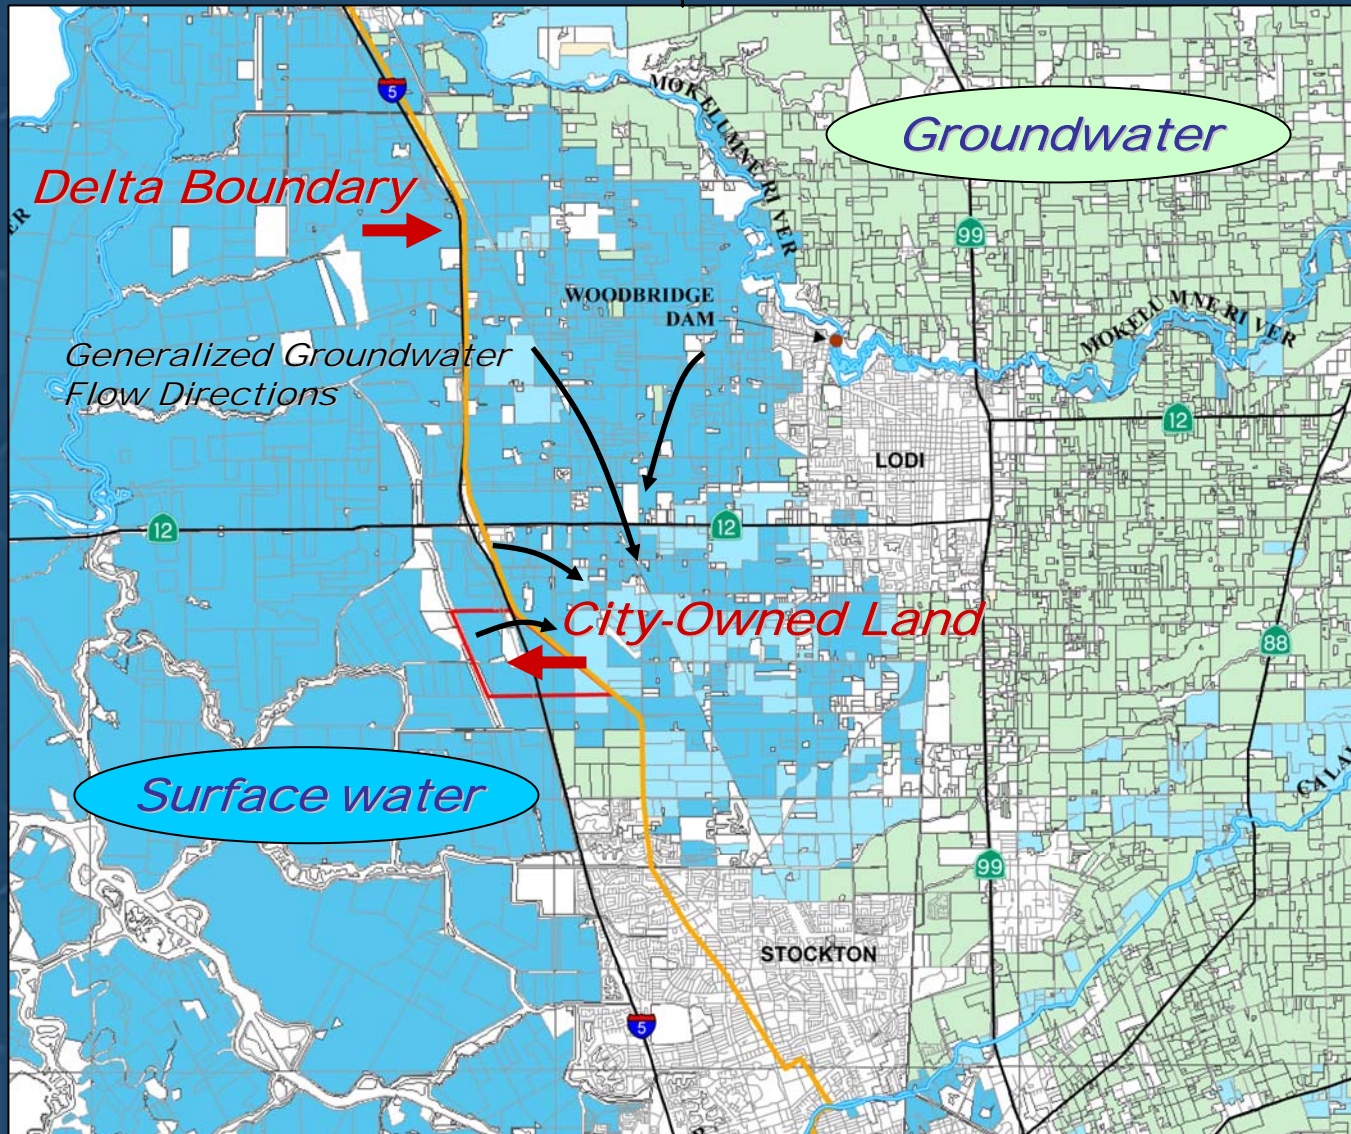 5
MOKELUMNE RIVER
Groundwater
Delta Boundary
99
WOODBRIDGE
DAM
MOKELUMNE RIVER
Generalized Groundwater
Flow Directions
12
LODI
12
12
City-Owned Land
88
Surface water
99
STOCKTON
5